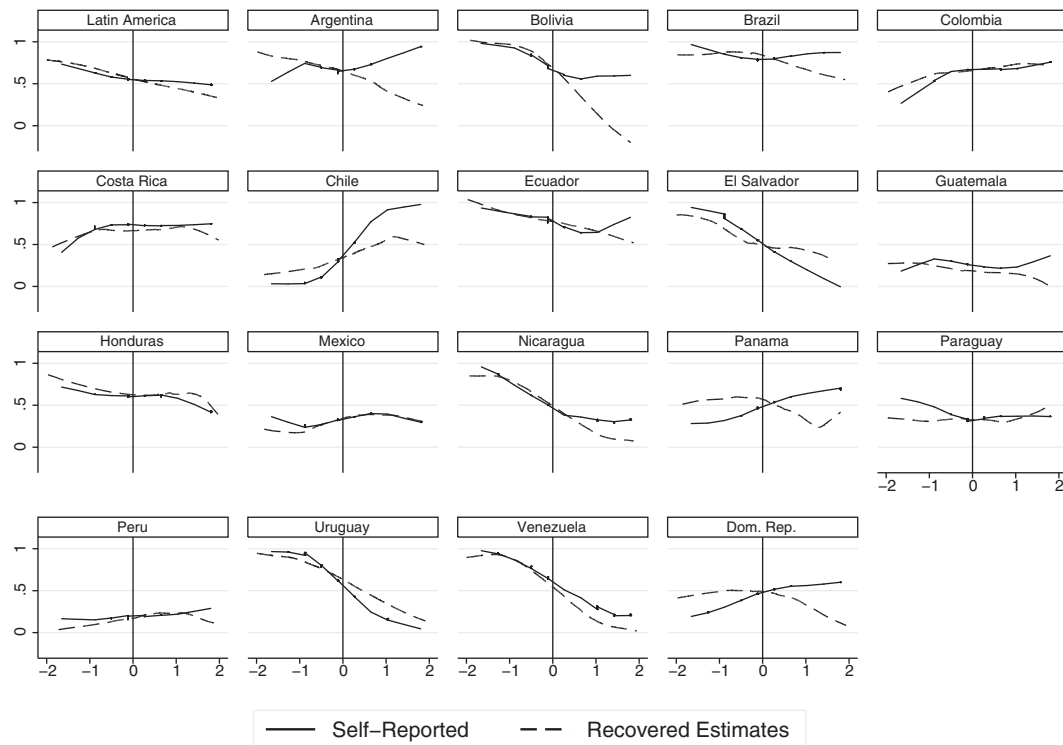 Latin America Argentina Bolivia Brazil Colombia
1
.5
0
Costa Rica Chile Ecuador El Salvador Guatemala
1
.5
0
Honduras Mexico Nicaragua Panama Paraguay
1
.5
0
−2 −1 0 1 2
Peru Uruguay Venezuela Dom. Rep.
1
.5
0
−2 −1 0 1 2 −2 −1 0 1 2 −2 −1 0 1 2 −2 −1 0 1 2
Self−Reported Recovered Estimates